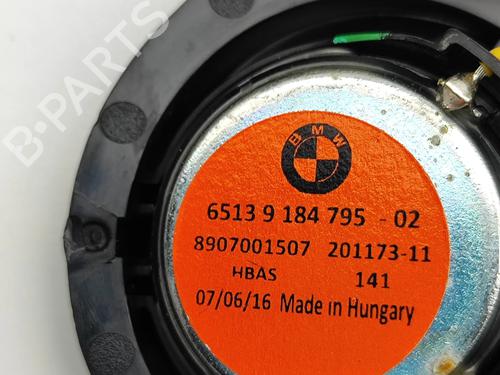 B-PARTS
BMW
6513 9 184 795 - 02
8907001507 201173-11
HBAS 141
07/06/16 Made in Hungary